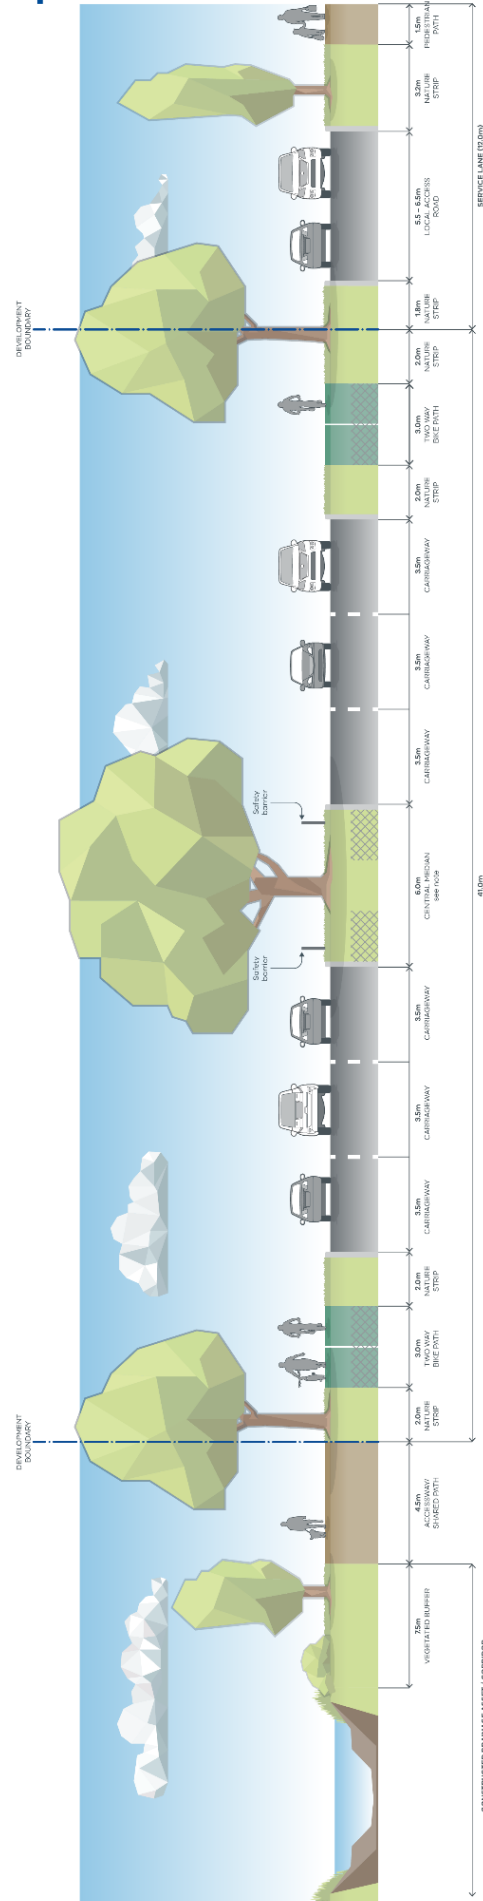 DEVELOPMENT
BOUNDARY
DEVELOPMENT
BOUNDARY
Safety
barrier
Safety
barrier
7.5m
VEGETATED BUFFER
4.5m
ACCESSWAY/
SHARED PATH
2.0m
NATURE
STRIP
3.0m
TWO WAY
BIKE PATH
2.0m
NATURE
STRIP
3.5m
CARRIAGEWAY
3.5m
CARRIAGEWAY
3.5m
CARRIAGEWAY
6.0m
CENTRAL MEDIAN
see note
3.5m
CARRIAGEWAY
3.5m
CARRIAGEWAY
3.5m
CARRIAGEWAY
2.0m
NATURE
STRIP
3.0m
TWO WAY
BIKE PATH
2.0m
NATURE
STRIP
1.8m
NATURE
STRIP
5.5 – 6.5m
LOCAL ACCESS
ROAD
3.2m
NATURE
STRIP
1.5m
PEDESTRIAN
PATH
41.0m
SERVICE LANE (12.0m)